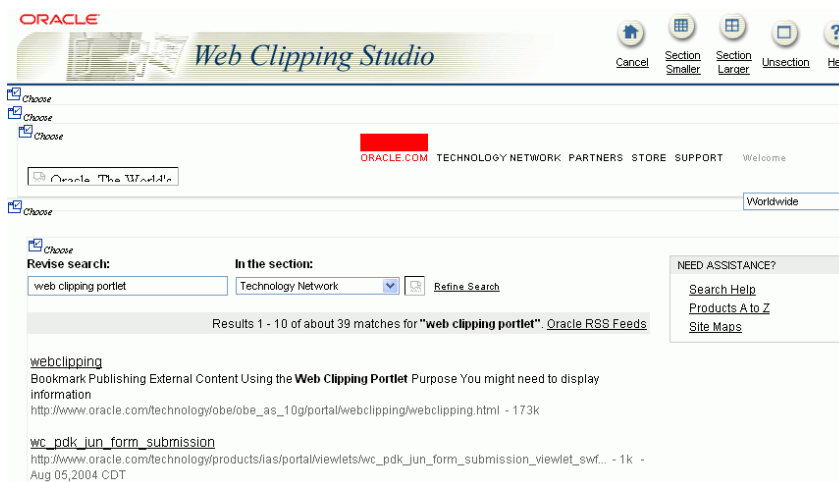 ORACLE
Web Clipping Studio
Cancel
Section Smaller
Section Larger
Unsection
Choose
Choose
Choose
ORACLE.COM TECHNOLOGY NETWORK PARTNERS STORE SUPPORT Welcome
Oracle, The World's
Choose
Worldwide
Choose
Revise search:
In the section:
NEED ASSISTANCE?
web clipping portlet
Technology Network
Refine Search
Search Help
Products A to Z
Site Maps
Results 1 - 10 of about 39 matches for "web clipping portlet". Oracle RSS Feeds
webclipping
Bookmark Publishing External Content Using the Web Clipping Portlet Purpose You might need to display
information
http://www.oracle.com/technology/obe/obe_as_10g/portal/webclipping/webclipping.html - 173k
wc_pdk_jun_form_submission
http://www.oracle.com/technology/products/ias/portal/viewlets/wc_pdk_jun_form_submission_viewlet_swf... - 1k -
Aug 05,2004 CDT